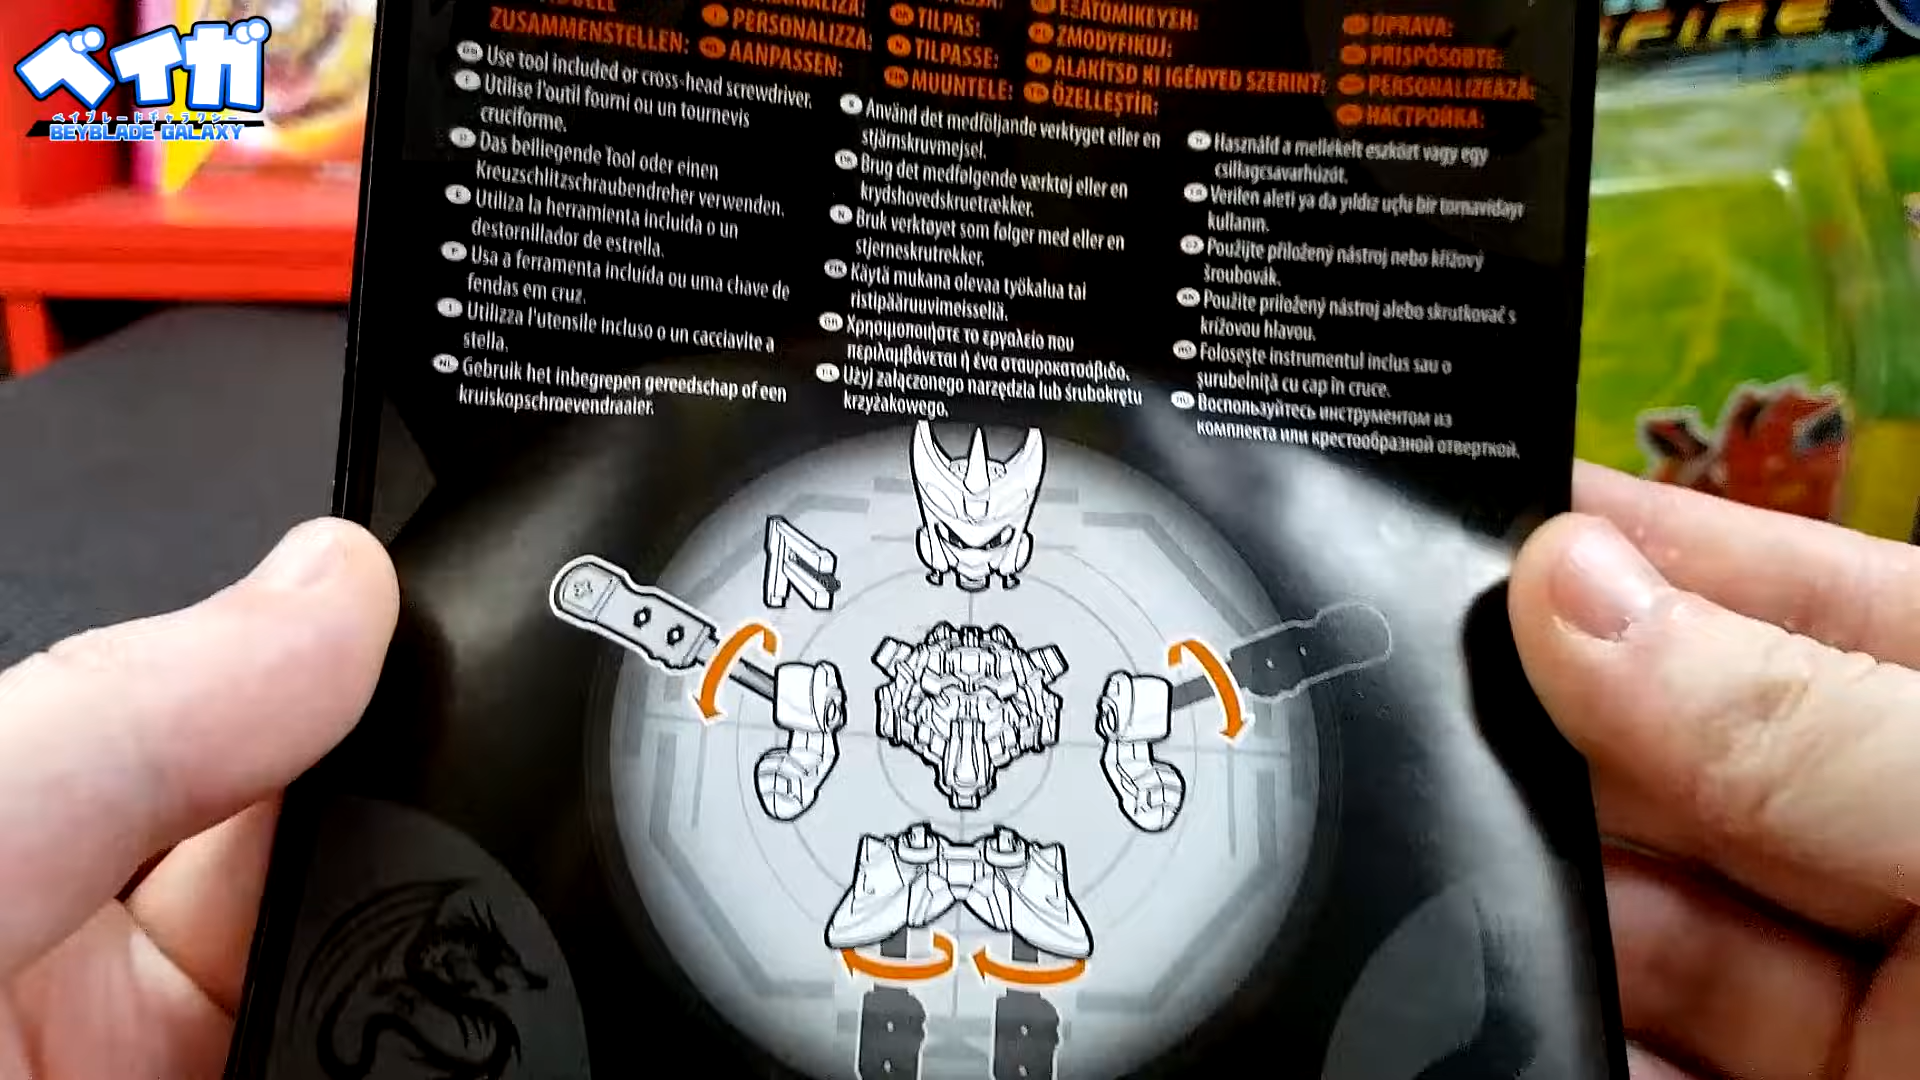 ベイガ
ベイブレードギャラクシー
BEYBLADE GALAXY
ZUSAMMENSTELLEN:
PERSONALIZZA:
AANPASSEN:
TILPAS:
TILPASSE:
MUUNTELE:
ΕΞΑΤΟΜΙΚΕΥΣΗ:
ZMODYFIKUJ:
ALAKÍTSD KI IGÉNYED SZERINT:
ÖZELLEŞTİR:
ÚPRAVA:
PRISPÔSOBTE:
PERSONALIZEAZĂ:
НАСТРОЙКА:
Use tool included or cross-head screwdriver.
Utilise l'outil fourni ou un tournevis
cruciforme.
Das beiliegende Tool oder einen
Kreuzschlitzschraubendreher verwenden.
Utiliza la herramienta incluida o un
destornillador de estrella.
Usa a ferramenta incluída ou uma chave de
fendas em cruz.
Utilizza l'utensile incluso o un cacciavite a
stella.
Gebruik het inbegrepen gereedschap of een
kruiskopschroevendraaier.
Använd det medföljande verktyget eller en
stjärnskruvmejsel.
Brug det medfølgende værktøj eller en
krydshovedskruetrækker.
Bruk verktøyet som følger med eller en
stjerneskrutrekker.
Käytä mukana olevaa työkalua tai
ristipääruuvimeisseliä.
Χρησιμοποιήστε το εργαλείο που
περιλαμβάνεται ή ένα σταυροκατσάβιδο.
Użyj załączonego narzędzia lub śrubokrętu
krzyżakowego.
Használd a mellékelt eszközt vagy egy
csillagcsavarhúzót.
Verilen aleti ya da yıldız uçlu bir tornavidayı
kullanın.
Použijte přiložený nástroj nebo křížový
šroubovák.
Použite priložený nástroj alebo skrutkovač s
krížovou hlavou.
Folosește instrumentul inclus sau o
șurubelniță cu cap în cruce.
Воспользуйтесь инструментом из
комплекта или крестообразной отверткой.